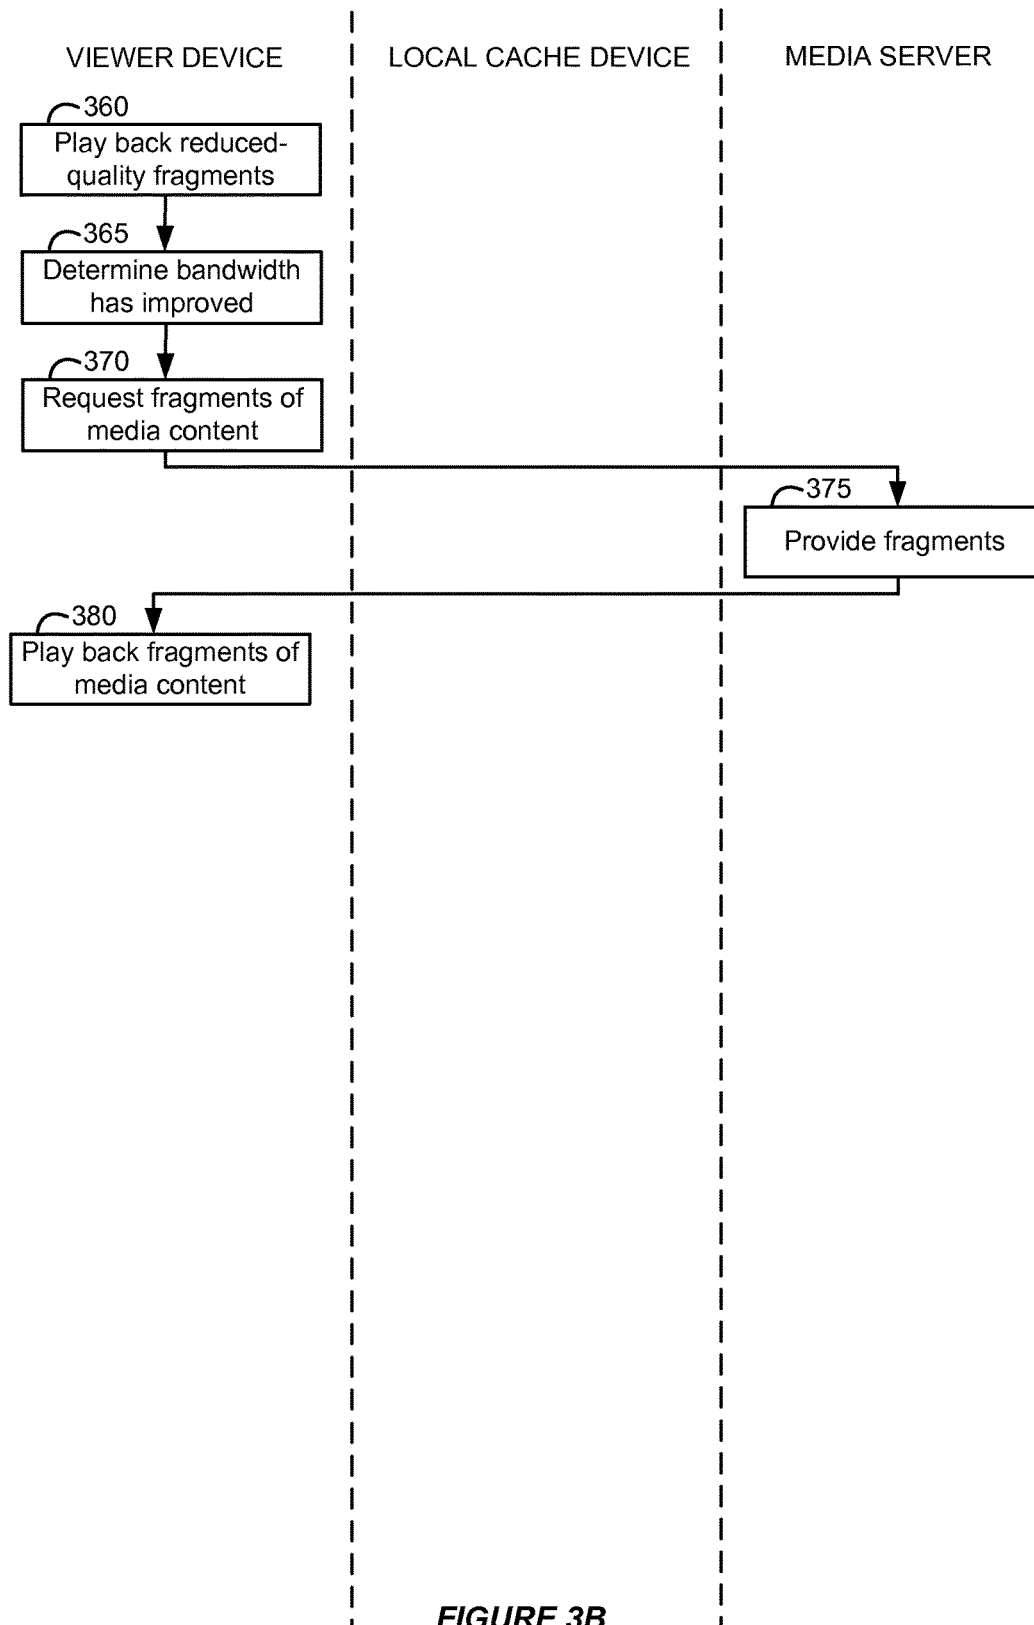 VIEWER DEVICE
LOCAL CACHE DEVICE
MEDIA SERVER
360
Play back reduced-
quality fragments
365
Determine bandwidth
has improved
370
Request fragments of
media content
375
Provide fragments
380
Play back fragments of
media content
FIGURE 3B